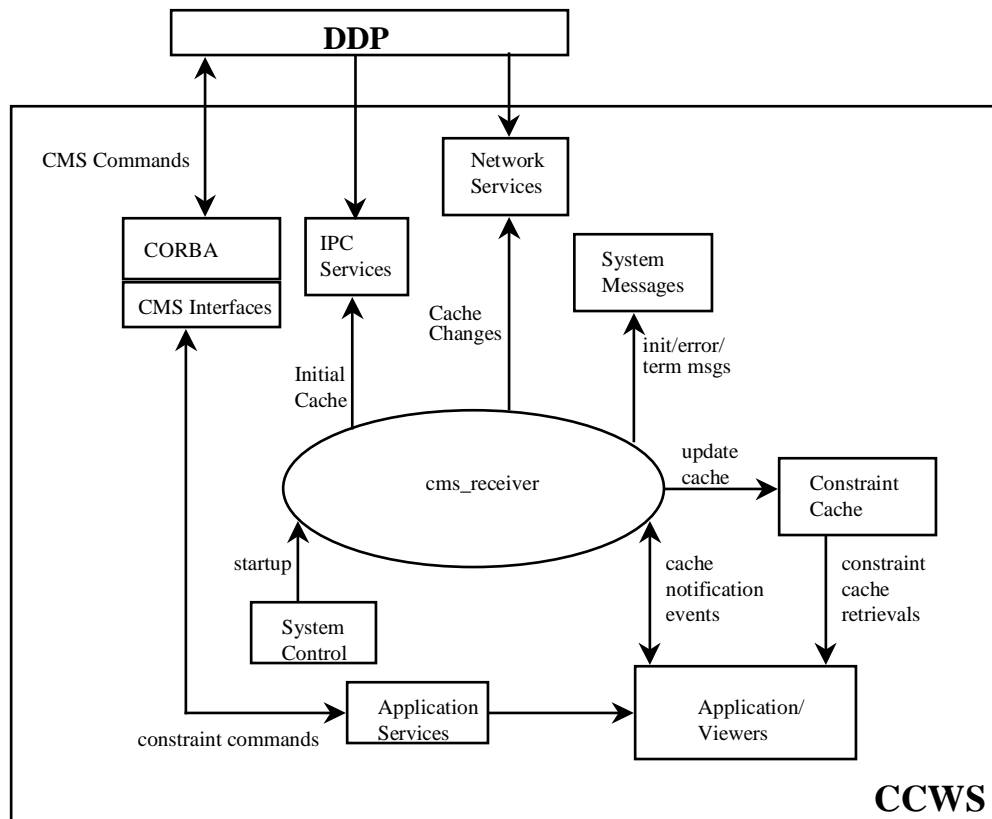 DDP
CMS Commands
Network
Services
CORBA
IPC
Services
System
Messages
CMS Interfaces
Cache
Changes
init/error/
term msgs
Initial
Cache
update
cache
cms_receiver
Constraint
Cache
startup
cache
notification
events
constraint
cache
retrievals
System
Control
Application
Services
Application/
Viewers
constraint commands
CCWS